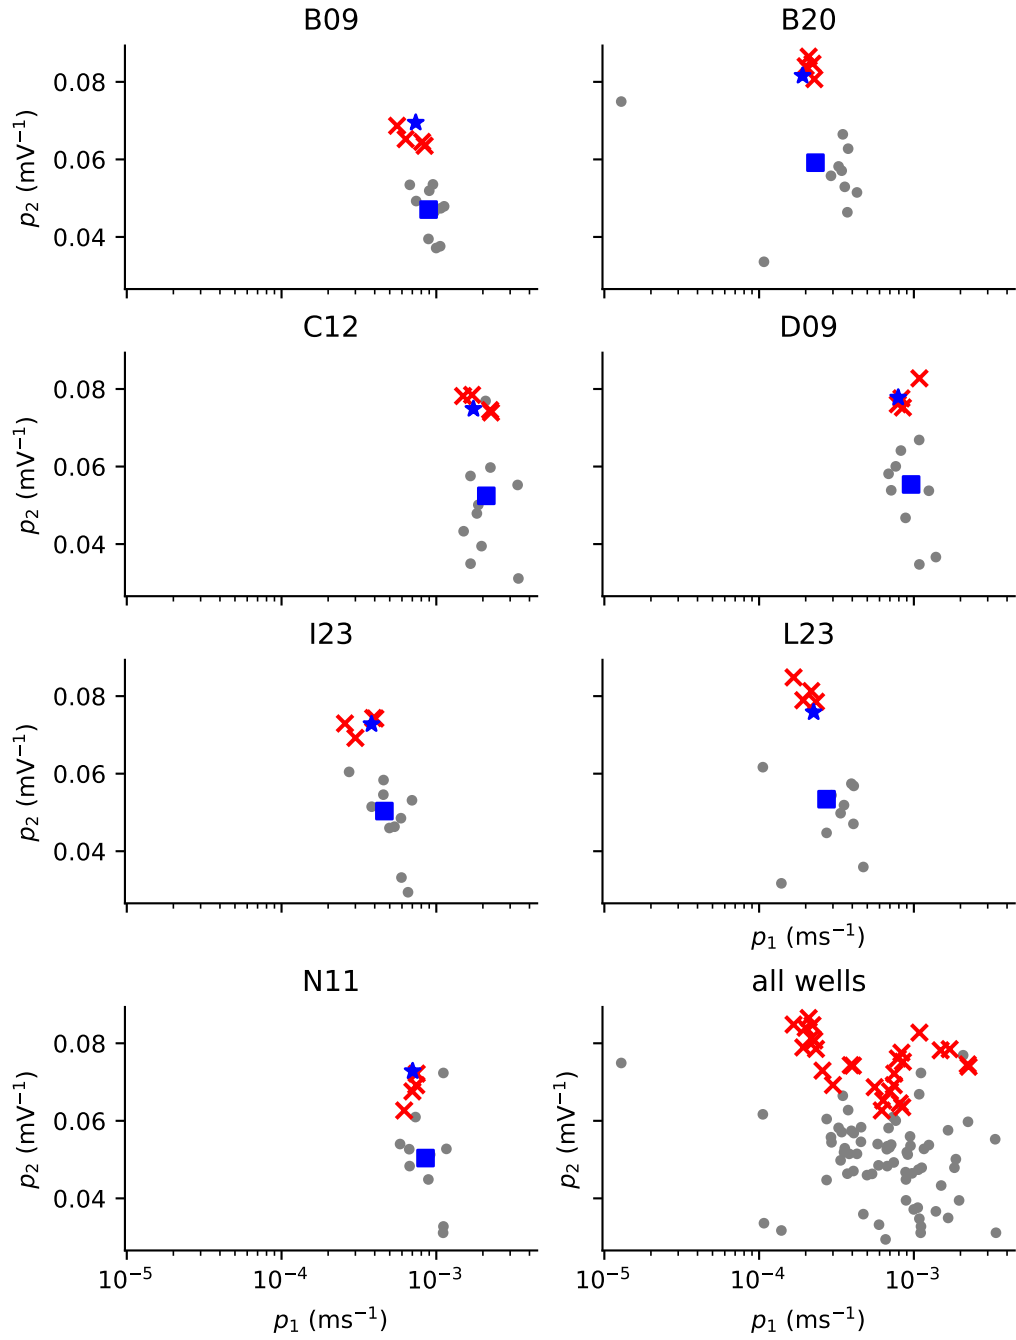 B09
B20
0.08
0.06
0.04
p₂ (mV⁻¹)
C12
D09
0.08
0.06
0.04
p₂ (mV⁻¹)
I23
L23
0.08
0.06
0.04
p₂ (mV⁻¹)
p₁ (ms⁻¹)
N11
all wells
0.08
0.06
0.04
p₂ (mV⁻¹)
p₂ (mV⁻¹)
10⁻⁵ 10⁻⁴ 10⁻³
10⁻⁵ 10⁻⁴ 10⁻³
p₁ (ms⁻¹)
p₁ (ms⁻¹)